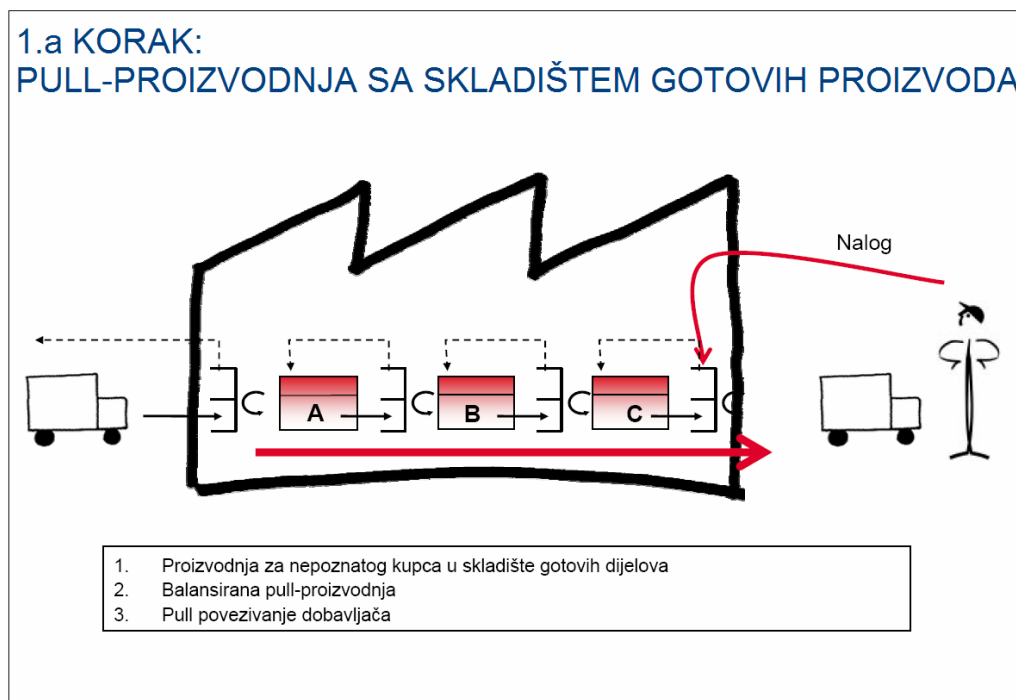 1.a KORAK:
PULL-PROIZVODNJA SA SKLADIŠTEM GOTOVIH PROIZVODA
Nalog
A
B
C
1. Proizvodnja za nepoznatog kupca u skladište gotovih dijelova
2. Balansirana pull-proizvodnja
3. Pull povezivanje dobavljača